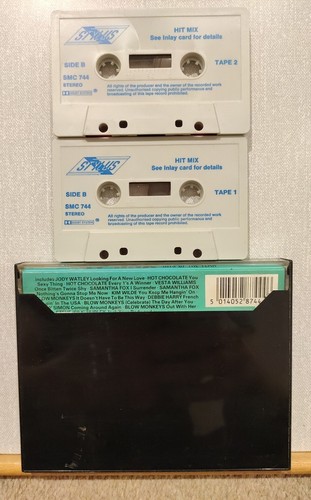 STYLUS
HIT MIX
See inlay card for details
SIDE B
TAPE 2
SMC 744
STEREO
All rights of the producer and the owner of the recorded work
reserved. Unauthorised copying public performance and
broadcasting of this tape record prohibited.
STYLUS
HIT MIX
See inlay card for details
SIDE B
TAPE 1
SMC 744
STEREO
All rights of the producer and the owner of the recorded work
reserved. Unauthorised copying public performance and
broadcasting of this tape record prohibited.
Includes JODY WATLEY Looking For A New Love · HOT CHOCOLATE You
Sexy Thing · HOT CHOCOLATE Every 1's A Winner · VESTA WILLIAMS
Once Bitten Twice Shy · SAMANTHA FOX I Surrender · SAMANTHA FOX
Nothing's Gonna Stop Me Now · KIM WILDE You Keep Me Hangin' On
BLOW MONKEYS It Doesn't Have To Be This Way · DEBBIE HARRY French
in The USA · BLOW MONKEYS (Celebrate) The Day After You
SIMON Coming Around Again · BLOW MONKEYS Out With Her
5 014052 8744